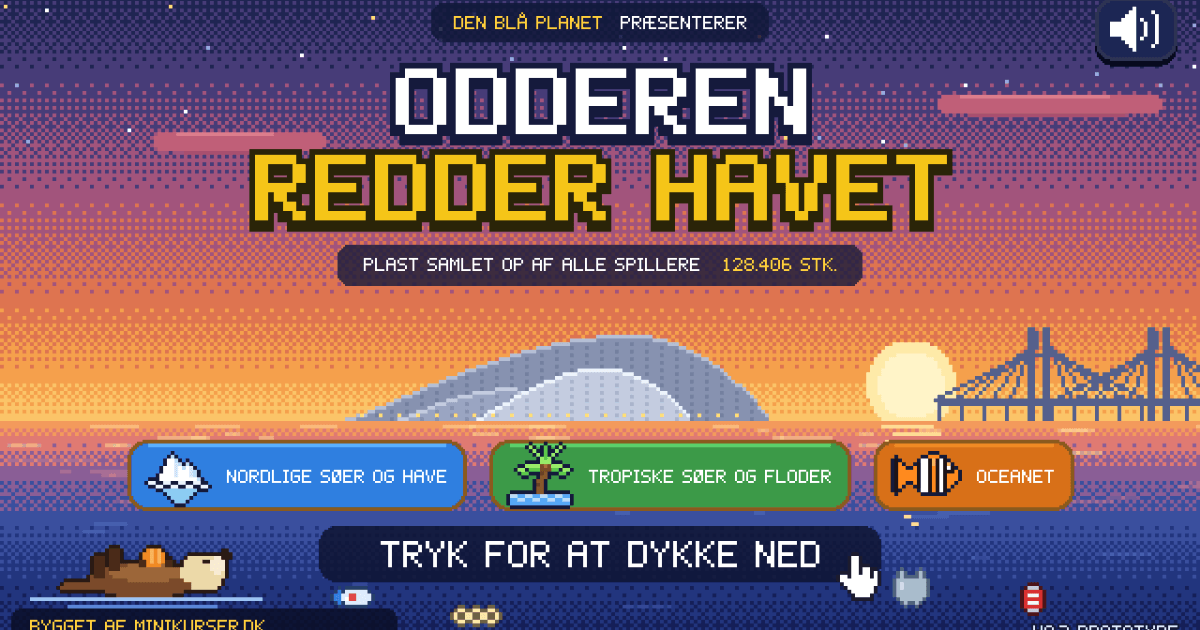 DEN BLÅ PLANET PRÆSENTERER
ODDEREN
REDDER HAVET
PLAST SAMLET OP AF ALLE SPILLERE 128.406 STK.
NORDLIGE SØER OG HAVE
TROPISKE SØER OG FLODER
OCEANET
TRYK FOR AT DYKKE NED
BYGGET AF MINIKURSER.DK
PROTOTYPE